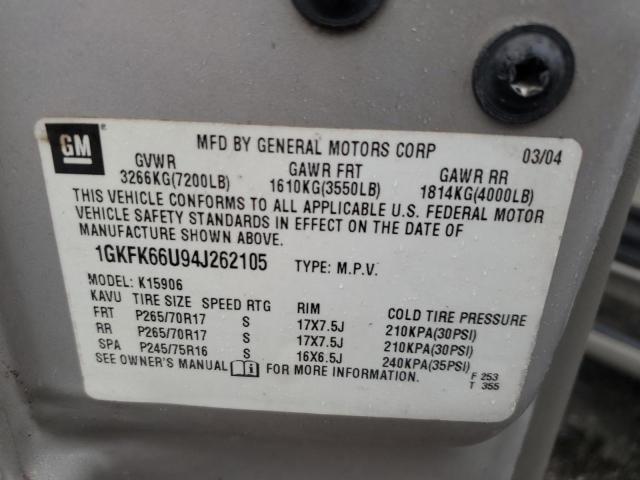 GM MFD BY GENERAL MOTORS CORP 03/04
GVWR GAWR FRT GAWR RR
3266KG(7200LB) 1610KG(3550LB) 1814KG(4000LB)
THIS VEHICLE CONFORMS TO ALL APPLICABLE U.S. FEDERAL MOTOR
VEHICLE SAFETY STANDARDS IN EFFECT ON THE DATE OF
MANUFACTURE SHOWN ABOVE.
1GKFK66U94J262105 TYPE: M.P.V.
MODEL: K15906
KAVU TIRE SIZE SPEED RTG RIM COLD TIRE PRESSURE
FRT P265/70R17 S 17X7.5J 210KPA(30PSI)
RR P265/70R17 S 17X7.5J 210KPA(30PSI)
SPA P245/75R16 S 16X6.5J 240KPA(35PSI)
SEE OWNER'S MANUAL i FOR MORE INFORMATION. F 253
T 355